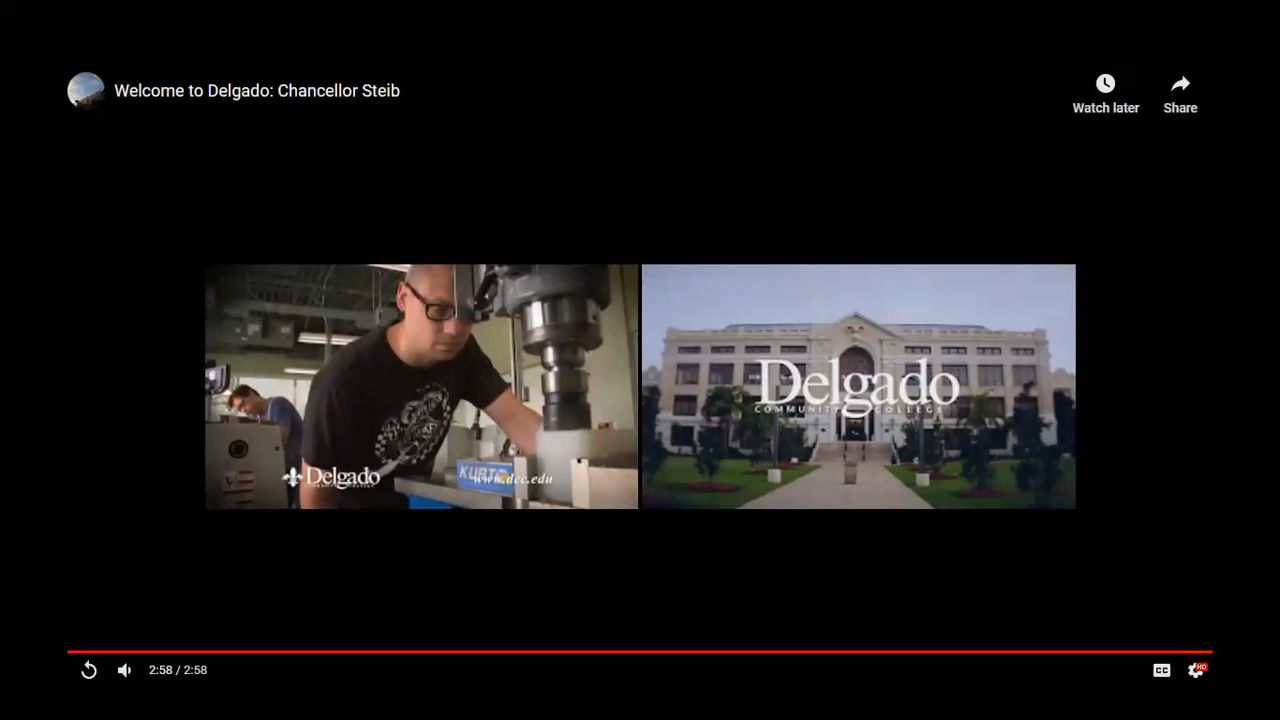 Welcome to Delgado: Chancellor Steib
Watch later
Share
Delgado
COMMUNITY COLLEGE
Delgado
KURT
www.dcc.edu
2:58 / 2:58
CC
HD